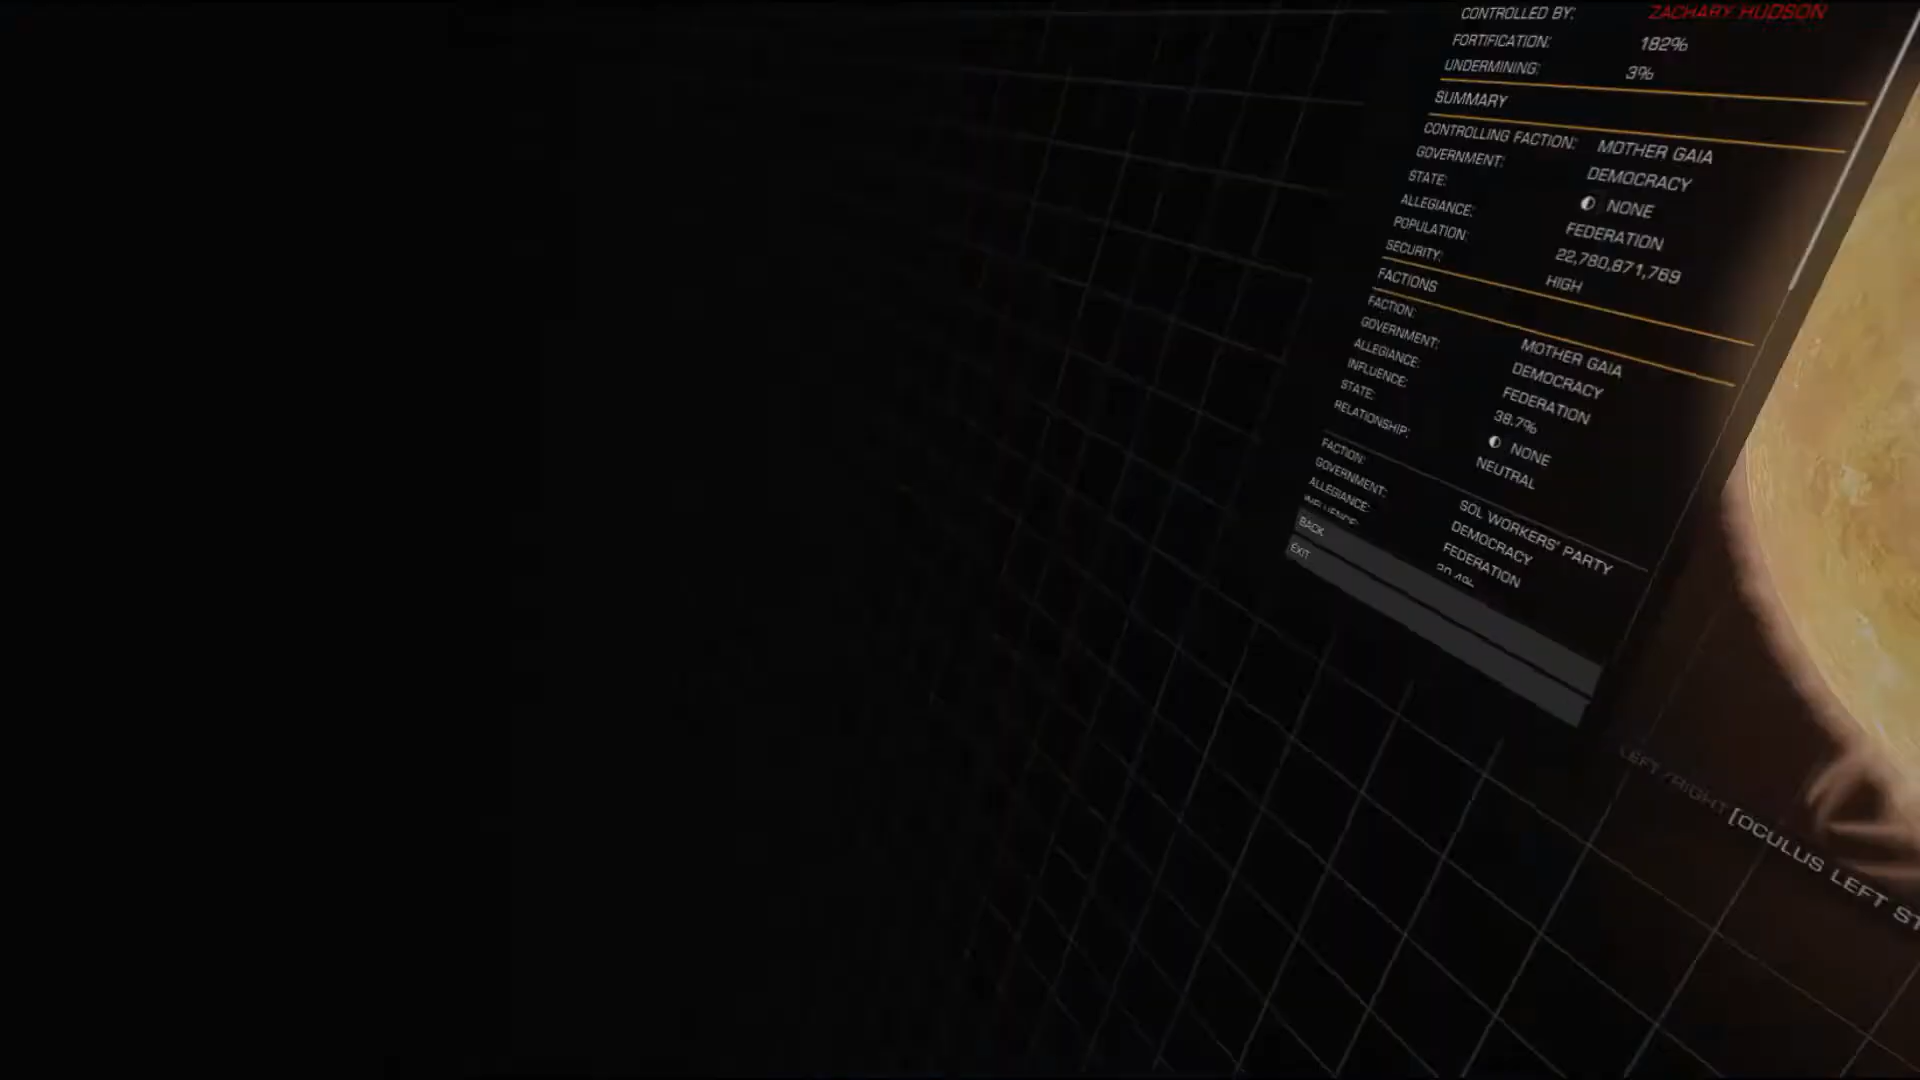 CONTROLLED BY: ZACHARY HUDSON
FORTIFICATION: 182%
UNDERMINING: 3%
SUMMARY
CONTROLLING FACTION: MOTHER GAIA
GOVERNMENT: DEMOCRACY
STATE: NONE
ALLEGIANCE: FEDERATION
POPULATION: 22,780,871,769
SECURITY: HIGH
FACTIONS
FACTION: MOTHER GAIA
GOVERNMENT: DEMOCRACY
ALLEGIANCE: FEDERATION
INFLUENCE: 38.7%
STATE: NONE
RELATIONSHIP: NEUTRAL
FACTION: SOL WORKERS' PARTY
GOVERNMENT: DEMOCRACY
ALLEGIANCE: FEDERATION
INFLUENCE:
BACK
EXIT
LEFT / RIGHT [OCULUS LEFT ST